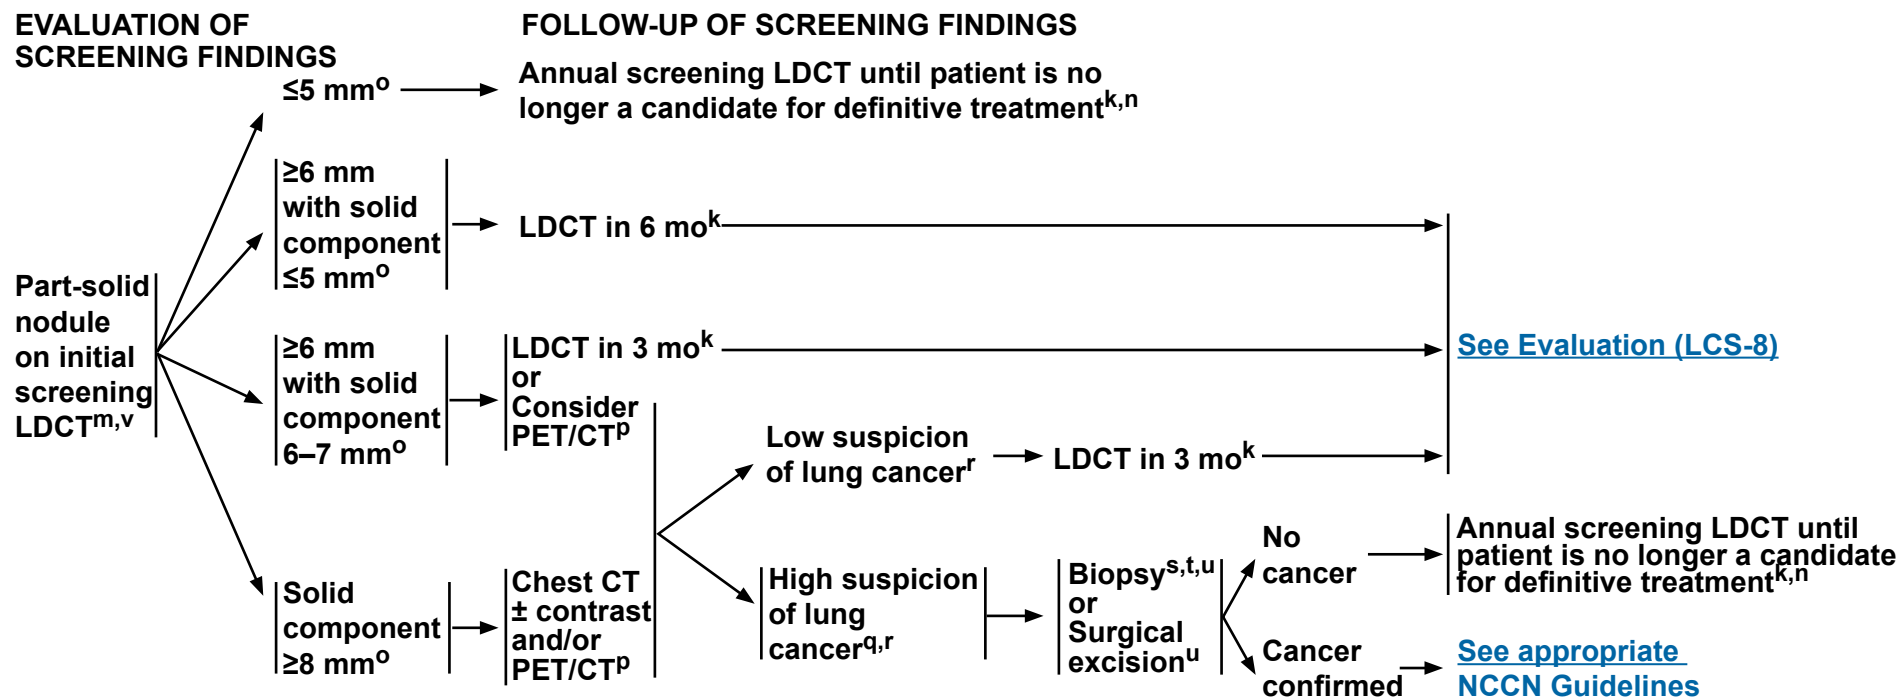 EVALUATION OF
SCREENING FINDINGS
FOLLOW-UP OF SCREENING FINDINGS
Part-solid
nodule
on initial
screening
LDCTm,v
≤5 mmo
Annual screening LDCT until patient is no
longer a candidate for definitive treatmentk,n
≥6 mm
with solid
component
≤5 mmo
LDCT in 6 mok
≥6 mm
with solid
component
6–7 mmo
LDCT in 3 mok
or
Consider
PET/CTp
See Evaluation (LCS-8)
Solid
component
≥8 mmo
Chest CT
± contrast
and/or
PET/CTp
Low suspicion
of lung cancerr
LDCT in 3 mok
High suspicion
of lung
cancerq,r
Biopsys,t,u
or
Surgical
excisionu
No
cancer
Annual screening LDCT until
patient is no longer a candidate
for definitive treatmentk,n
Cancer
confirmed
See appropriate
NCCN Guidelines